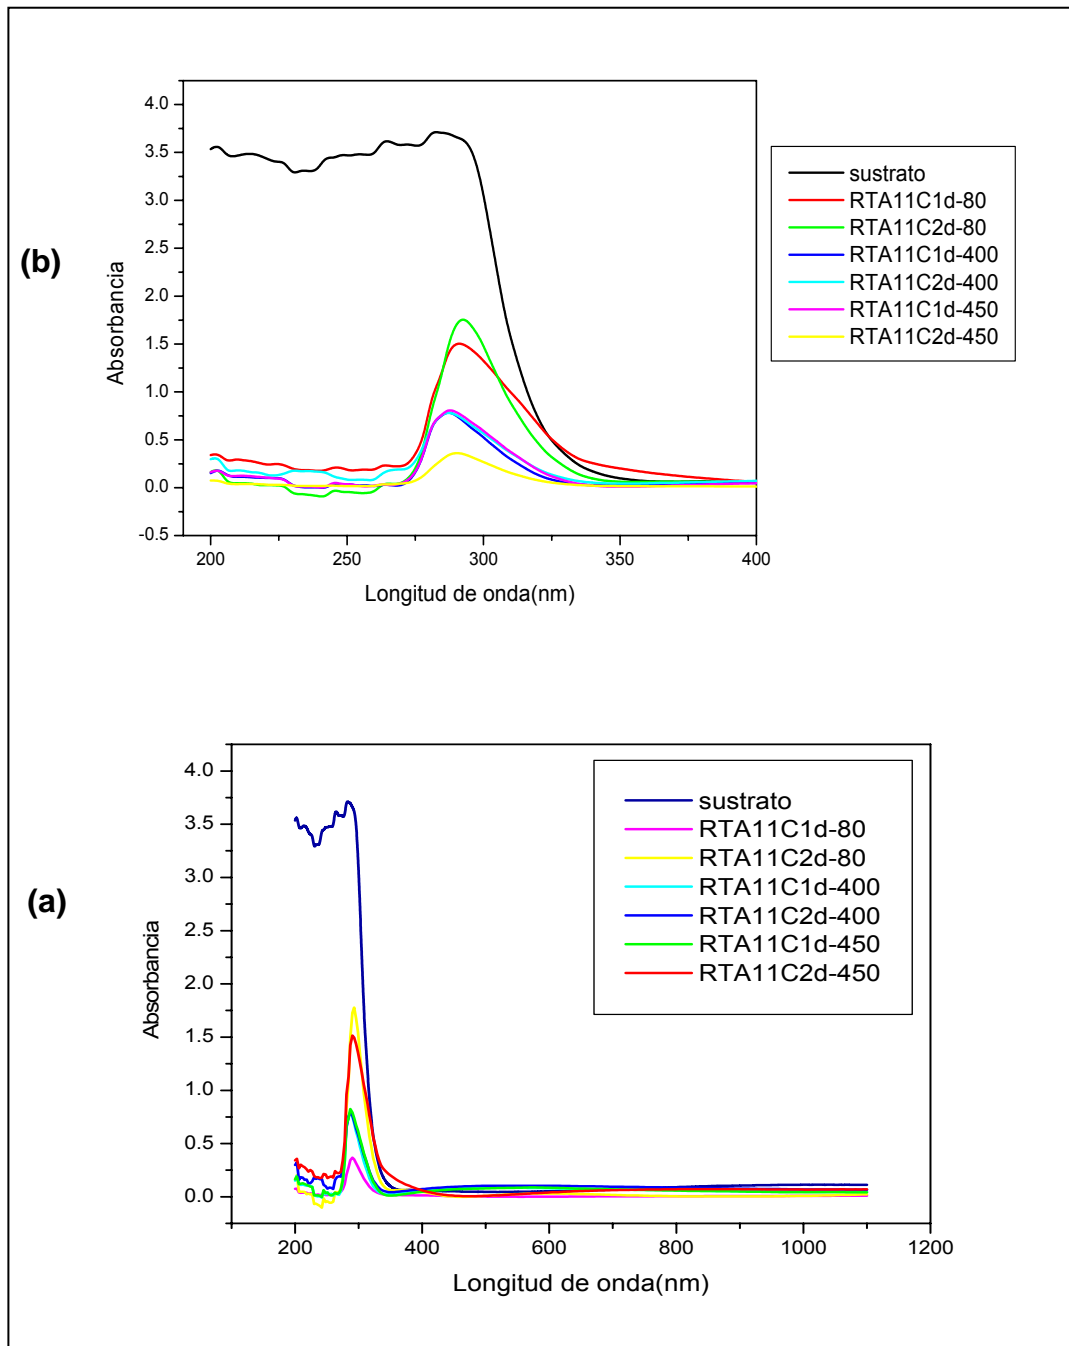 (b)
Absorbancia
4.0
3.5
3.0
2.5
2.0
1.5
1.0
0.5
0.0
-0.5
200
250
300
350
400
Longitud de onda(nm)
sustrato
RTA11C1d-80
RTA11C2d-80
RTA11C1d-400
RTA11C2d-400
RTA11C1d-450
RTA11C2d-450
(a)
Absorbancia
4.0
3.5
3.0
2.5
2.0
1.5
1.0
0.5
0.0
200
400
600
800
1000
1200
Longitud de onda(nm)
sustrato
RTA11C1d-80
RTA11C2d-80
RTA11C1d-400
RTA11C2d-400
RTA11C1d-450
RTA11C2d-450